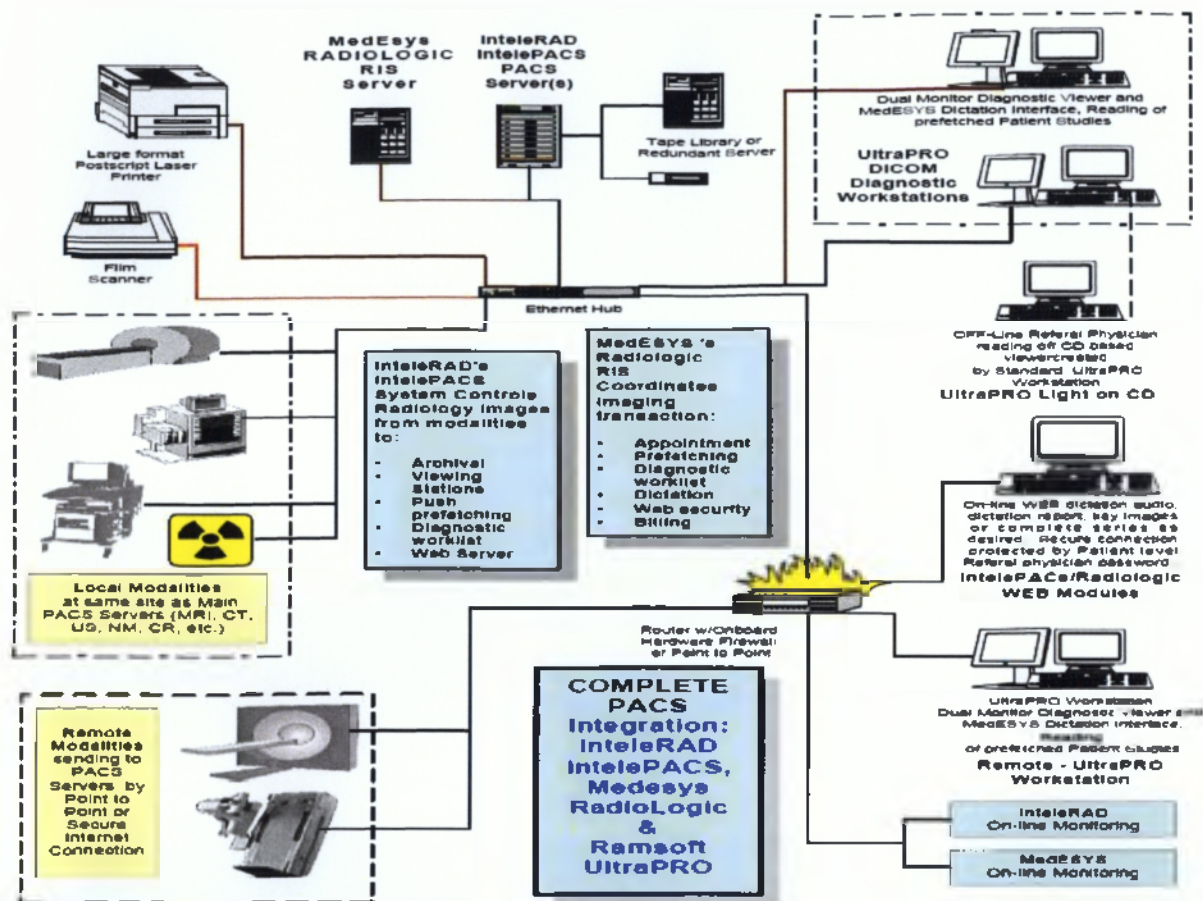 MedEsys
RADIOLOGIC
RIS
Server
InteleRAD
IntelePACS
PACS
Server(s)
Large format
Postscript Laser
Printer
Tape Library or
Redundant Server
Dual Monitor Diagnostic Viewer and
MedESYS Dictation Interface, Reading of
prefetched Patient Studies
UltraPRO
DICOM
Diagnostic
Workstations
Film
Scanner
Ethernet Hub
OFF-Line Referal Physician
reading off CD based
viewercreated
by Standard UltraPRO
Workstation
UltraPRO Light on CD
InteleRAD's
IntelePACS
System Controls
Radiology Images
from modalities
to:
• Archival
• Viewing
Stations
• Push
prefetching
• Diagnostic
worklist
• Web Server
MedESYS 's
Radiologic
RIS
Coordinates
imaging
transaction:
• Appointment
• Prefetching
• Diagnostic
worklist
• Dictation
• Web security
• Billing
On-line WEB dictation audio,
dictation report, key images
or complete series as
desired. Secure connection
protected by Patient level
Referal physician password
IntelePACs/Radiologic
WEB Modules
Local Modalities
at same site as Main
PACS Servers (MRI, CT,
US, NM, CR, etc.)
Router w/Onboard
Hardware Firewall
or Point to Point
UltraPRO Workstation
Dual Monitor Diagnostic Viewer and
MedESYS Dictation Interface,
Reading
of prefetched Patient Studies
Remote - UltraPRO
Workstation
Remote
Modalities
sending to
PACS
Servers by
Point to
Point or
Secure
Internet
Connection
COMPLETE
PACS
Integration:
InteleRAD
IntelePACS,
Medesys
RadioLogic
&
Ramsoft
UltraPRO
InteleRAD
On-line Monitoring
MedESYS
On-line Monitoring